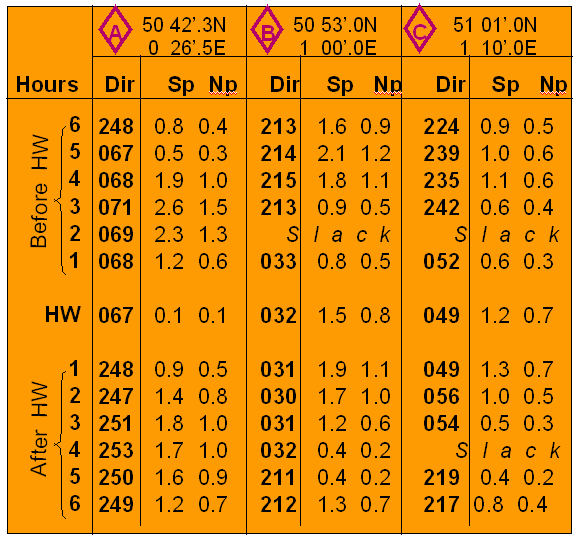 A 50 42'.3N B 50 53'.0N C 51 01'.0N
0 26'.5E 1 00'.0E 1 10'.0E
Hours Dir Sp Np Dir Sp Np Dir Sp Np
Before HW
6 248 0.8 0.4 213 1.6 0.9 224 0.9 0.5
5 067 0.5 0.3 214 2.1 1.2 239 1.0 0.6
4 068 1.9 1.0 215 1.8 1.1 235 1.1 0.6
3 071 2.6 1.5 213 0.9 0.5 242 0.6 0.4
2 069 2.3 1.3 S l a c k S l a c k
1 068 1.2 0.6 033 0.8 0.5 052 0.6 0.3
HW 067 0.1 0.1 032 1.5 0.8 049 1.2 0.7
After HW
1 248 0.9 0.5 031 1.9 1.1 049 1.3 0.7
2 247 1.4 0.8 030 1.7 1.0 056 1.0 0.5
3 251 1.8 1.0 031 1.2 0.6 054 0.5 0.3
4 253 1.7 1.0 032 0.4 0.2 S l a c k
5 250 1.6 0.9 211 0.4 0.2 219 0.4 0.2
6 249 1.2 0.7 212 1.3 0.7 217 0.8 0.4